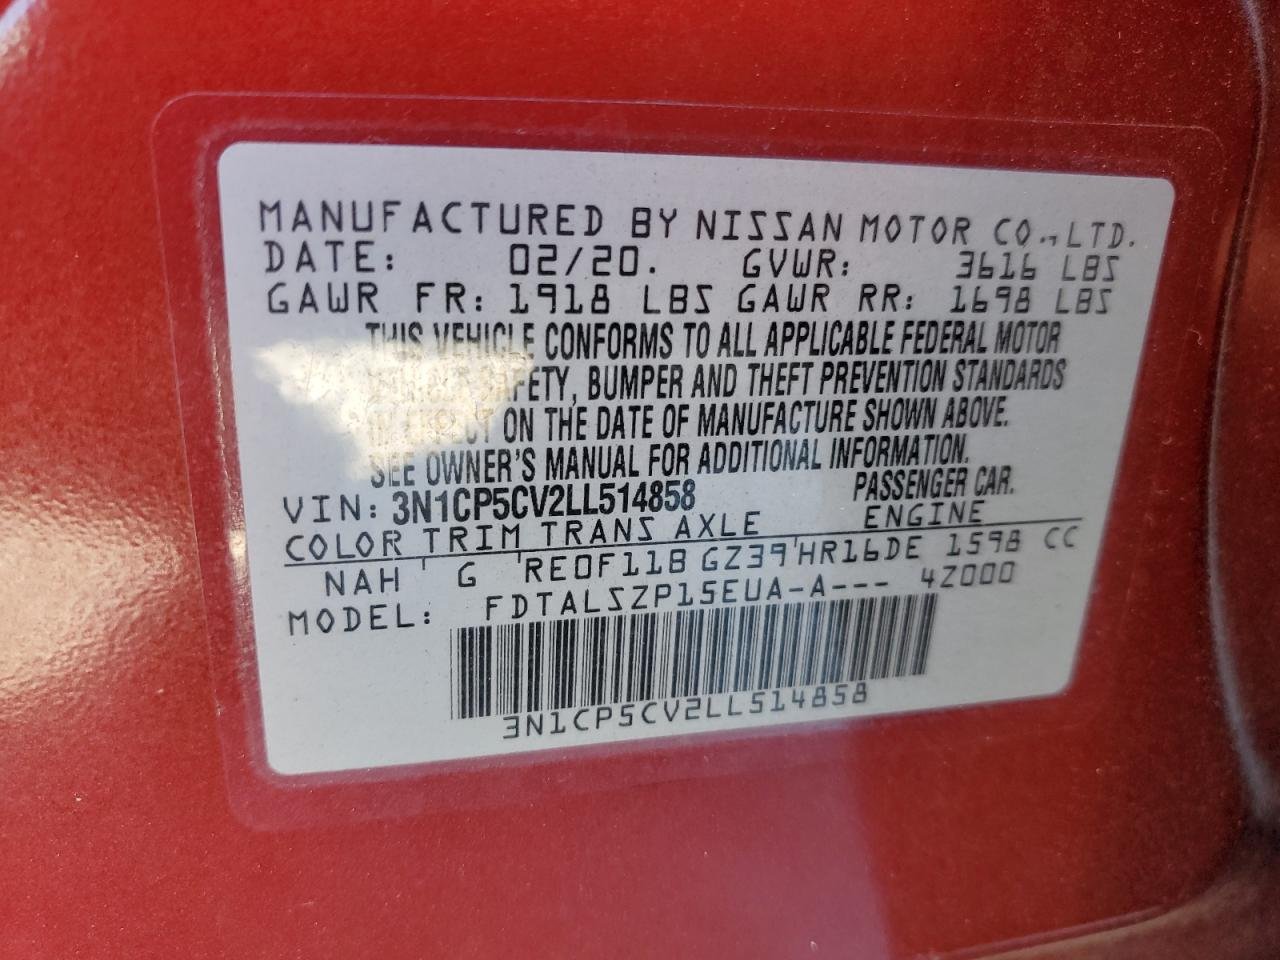 MANUFACTURED BY NISSAN MOTOR CO., LTD.
DATE: 02/20. GVWR: 3616 LBS
GAWR FR: 1918 LBS GAWR RR: 1698 LBS
THIS VEHICLE CONFORMS TO ALL APPLICABLE FEDERAL MOTOR
VEHICLE SAFETY, BUMPER AND THEFT PREVENTION STANDARDS
IN EFFECT ON THE DATE OF MANUFACTURE SHOWN ABOVE.
SEE OWNER'S MANUAL FOR ADDITIONAL INFORMATION.
VIN: 3N1CP5CV2LL514858 PASSENGER CAR.
COLOR TRIM TRANS AXLE ENGINE
NAH ' G ' RE0F11B GZ39 ' HR16DE 1598 CC
MODEL: FDTALSZP15EUA-A--- 4Z000
3N1CP5CV2LL514858